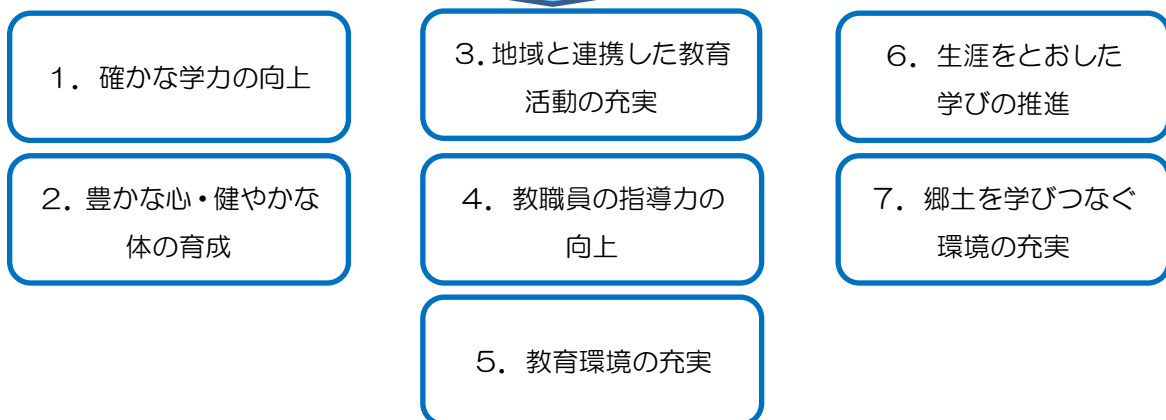 1. 確かな学力の向上
2. 豊かな心・健やかな
体の育成
3. 地域と連携した教育
活動の充実
4. 教職員の指導力の
向上
5. 教育環境の充実
6. 生涯をとおした
学びの推進
7. 郷土を学びつなぐ
環境の充実